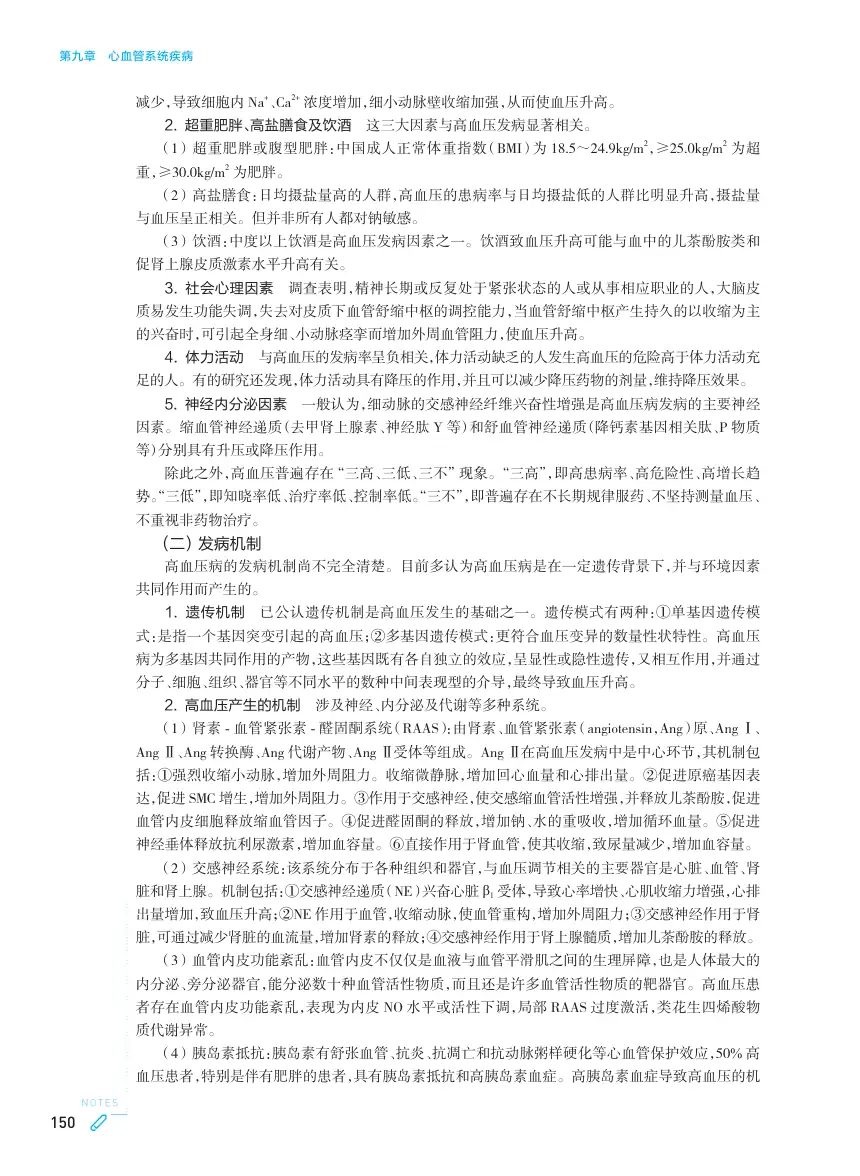 第九章 心血管系统疾病
减少,导致细胞内 Na⁺、Ca²⁺ 浓度增加,细小动脉壁收缩加强,从而使血压升高。
2. 超重肥胖、高盐膳食及饮酒 这三大因素与高血压发病显著相关。
(1)超重肥胖或腹型肥胖:中国成人正常体重指数(BMI)为 18.5～24.9kg/m²,≥25.0kg/m² 为超
重,≥30.0kg/m² 为肥胖。
(2)高盐膳食:日均摄盐量高的人群,高血压的患病率与日均摄盐低的人群比明显升高,摄盐量
与血压呈正相关。但并非所有人都对钠敏感。
(3)饮酒:中度以上饮酒是高血压发病因素之一。饮酒致血压升高可能与血中的儿茶酚胺类和
促肾上腺皮质激素水平升高有关。
3. 社会心理因素 调查表明,精神长期或反复处于紧张状态的人或从事相应职业的人,大脑皮
质易发生功能失调,失去对皮质下血管舒缩中枢的调控能力,当血管舒缩中枢产生持久的以收缩为主
的兴奋时,可引起全身细、小动脉痉挛而增加外周血管阻力,使血压升高。
4. 体力活动 与高血压的发病率呈负相关,体力活动缺乏的人发生高血压的危险高于体力活动充
足的人。有的研究还发现,体力活动具有降压的作用,并且可以减少降压药物的剂量,维持降压效果。
5. 神经内分泌因素 一般认为,细动脉的交感神经纤维兴奋性增强是高血压病发病的主要神经
因素。缩血管神经递质(去甲肾上腺素、神经肽 Y 等)和舒血管神经递质(降钙素基因相关肽、P 物质
等)分别具有升压或降压作用。
除此之外,高血压普遍存在“三高、三低、三不”现象。“三高”,即高患病率、高危险性、高增长趋
势。“三低”,即知晓率低、治疗率低、控制率低。“三不”,即普遍存在不长期规律服药、不坚持测量血压、
不重视非药物治疗。
(二)发病机制
高血压病的发病机制尚不完全清楚。目前多认为高血压病是在一定遗传背景下,并与环境因素
共同作用而产生的。
1. 遗传机制 已公认遗传机制是高血压发生的基础之一。遗传模式有两种:①单基因遗传模
式:是指一个基因突变引起的高血压;②多基因遗传模式:更符合血压变异的数量性状特性。高血压
病为多基因共同作用的产物,这些基因既有各自独立的效应,呈显性或隐性遗传,又相互作用,并通过
分子、细胞、组织、器官等不同水平的数种中间表现型的介导,最终导致血压升高。
2. 高血压产生的机制 涉及神经、内分泌及代谢等多种系统。
(1)肾素 - 血管紧张素 - 醛固酮系统(RAAS):由肾素、血管紧张素(angiotensin,Ang)原、Ang Ⅰ、
Ang Ⅱ、Ang 转换酶、Ang 代谢产物、Ang Ⅱ受体等组成。Ang Ⅱ在高血压发病中是中心环节,其机制包
括:①强烈收缩小动脉,增加外周阻力。收缩微静脉,增加回心血量和心排出量。②促进原癌基因表
达,促进 SMC 增生,增加外周阻力。③作用于交感神经,使交感缩血管活性增强,并释放儿茶酚胺,促进
血管内皮细胞释放缩血管因子。④促进醛固酮的释放,增加钠、水的重吸收,增加循环血量。⑤促进
神经垂体释放抗利尿激素,增加血容量。⑥直接作用于肾血管,使其收缩,致尿量减少,增加血容量。
(2)交感神经系统:该系统分布于各种组织和器官,与血压调节相关的主要器官是心脏、血管、肾
脏和肾上腺。机制包括:①交感神经递质(NE)兴奋心脏 β₁ 受体,导致心率增快、心肌收缩力增强,心排
出量增加,致血压升高;②NE 作用于血管,收缩动脉,使血管重构,增加外周阻力;③交感神经作用于肾
脏,可通过减少肾脏的血流量,增加肾素的释放;④交感神经作用于肾上腺髓质,增加儿茶酚胺的释放。
(3)血管内皮功能紊乱:血管内皮不仅仅是血液与血管平滑肌之间的生理屏障,也是人体最大的
内分泌、旁分泌器官,能分泌数十种血管活性物质,而且还是许多血管活性物质的靶器官。高血压患
者存在血管内皮功能紊乱,表现为内皮 NO 水平或活性下调,局部 RAAS 过度激活,类花生四烯酸物
质代谢异常。
(4)胰岛素抵抗:胰岛素有舒张血管、抗炎、抗凋亡和抗动脉粥样硬化等心血管保护效应,50% 高
血压患者,特别是伴有肥胖的患者,具有胰岛素抵抗和高胰岛素血症。高胰岛素血症导致高血压的机
NOTES
150